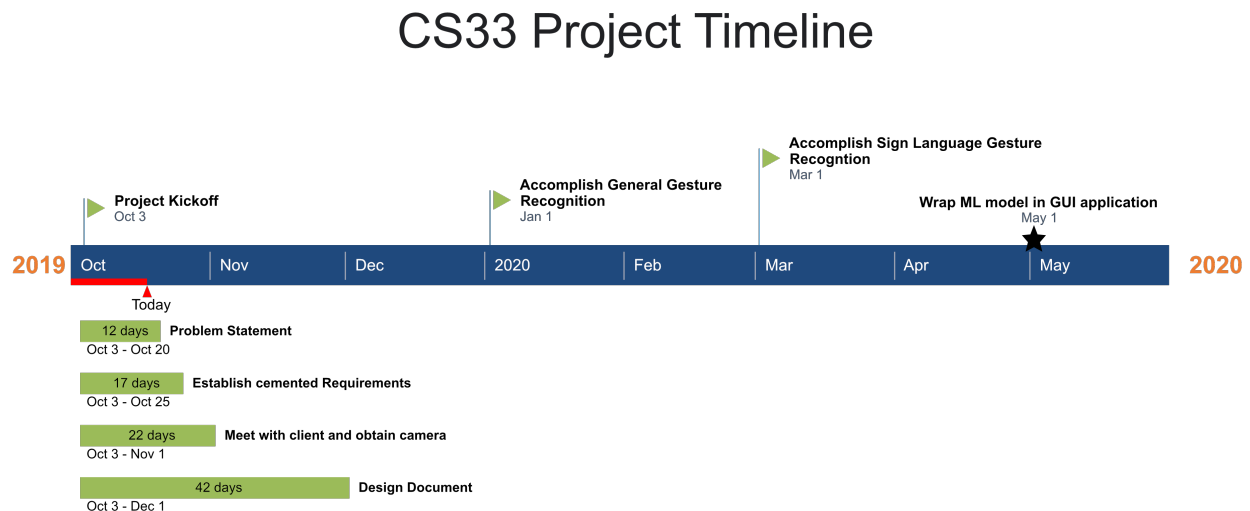 CS33 Project Timeline
Accomplish Sign Language Gesture
Recogntion
Mar 1
Accomplish General Gesture
Recognition
Jan 1
Project Kickoff
Oct 3
Wrap ML model in GUI application
May 1
2019
Oct
Nov
Dec
2020
Feb
Mar
Apr
May
2020
Today
12 days
Problem Statement
Oct 3 - Oct 20
17 days
Establish cemented Requirements
Oct 3 - Oct 25
22 days
Meet with client and obtain camera
Oct 3 - Nov 1
42 days
Design Document
Oct 3 - Dec 1